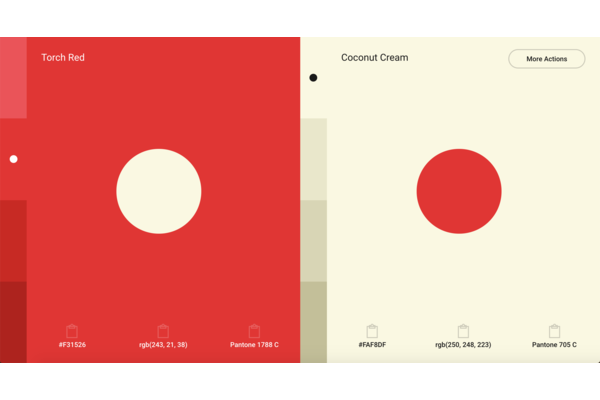 Torch Red
#F31526
rgb(243, 21, 38)
Pantone 1788 C
Coconut Cream
More Actions
#FAF8DF
rgb(250, 248, 223)
Pantone 705 C